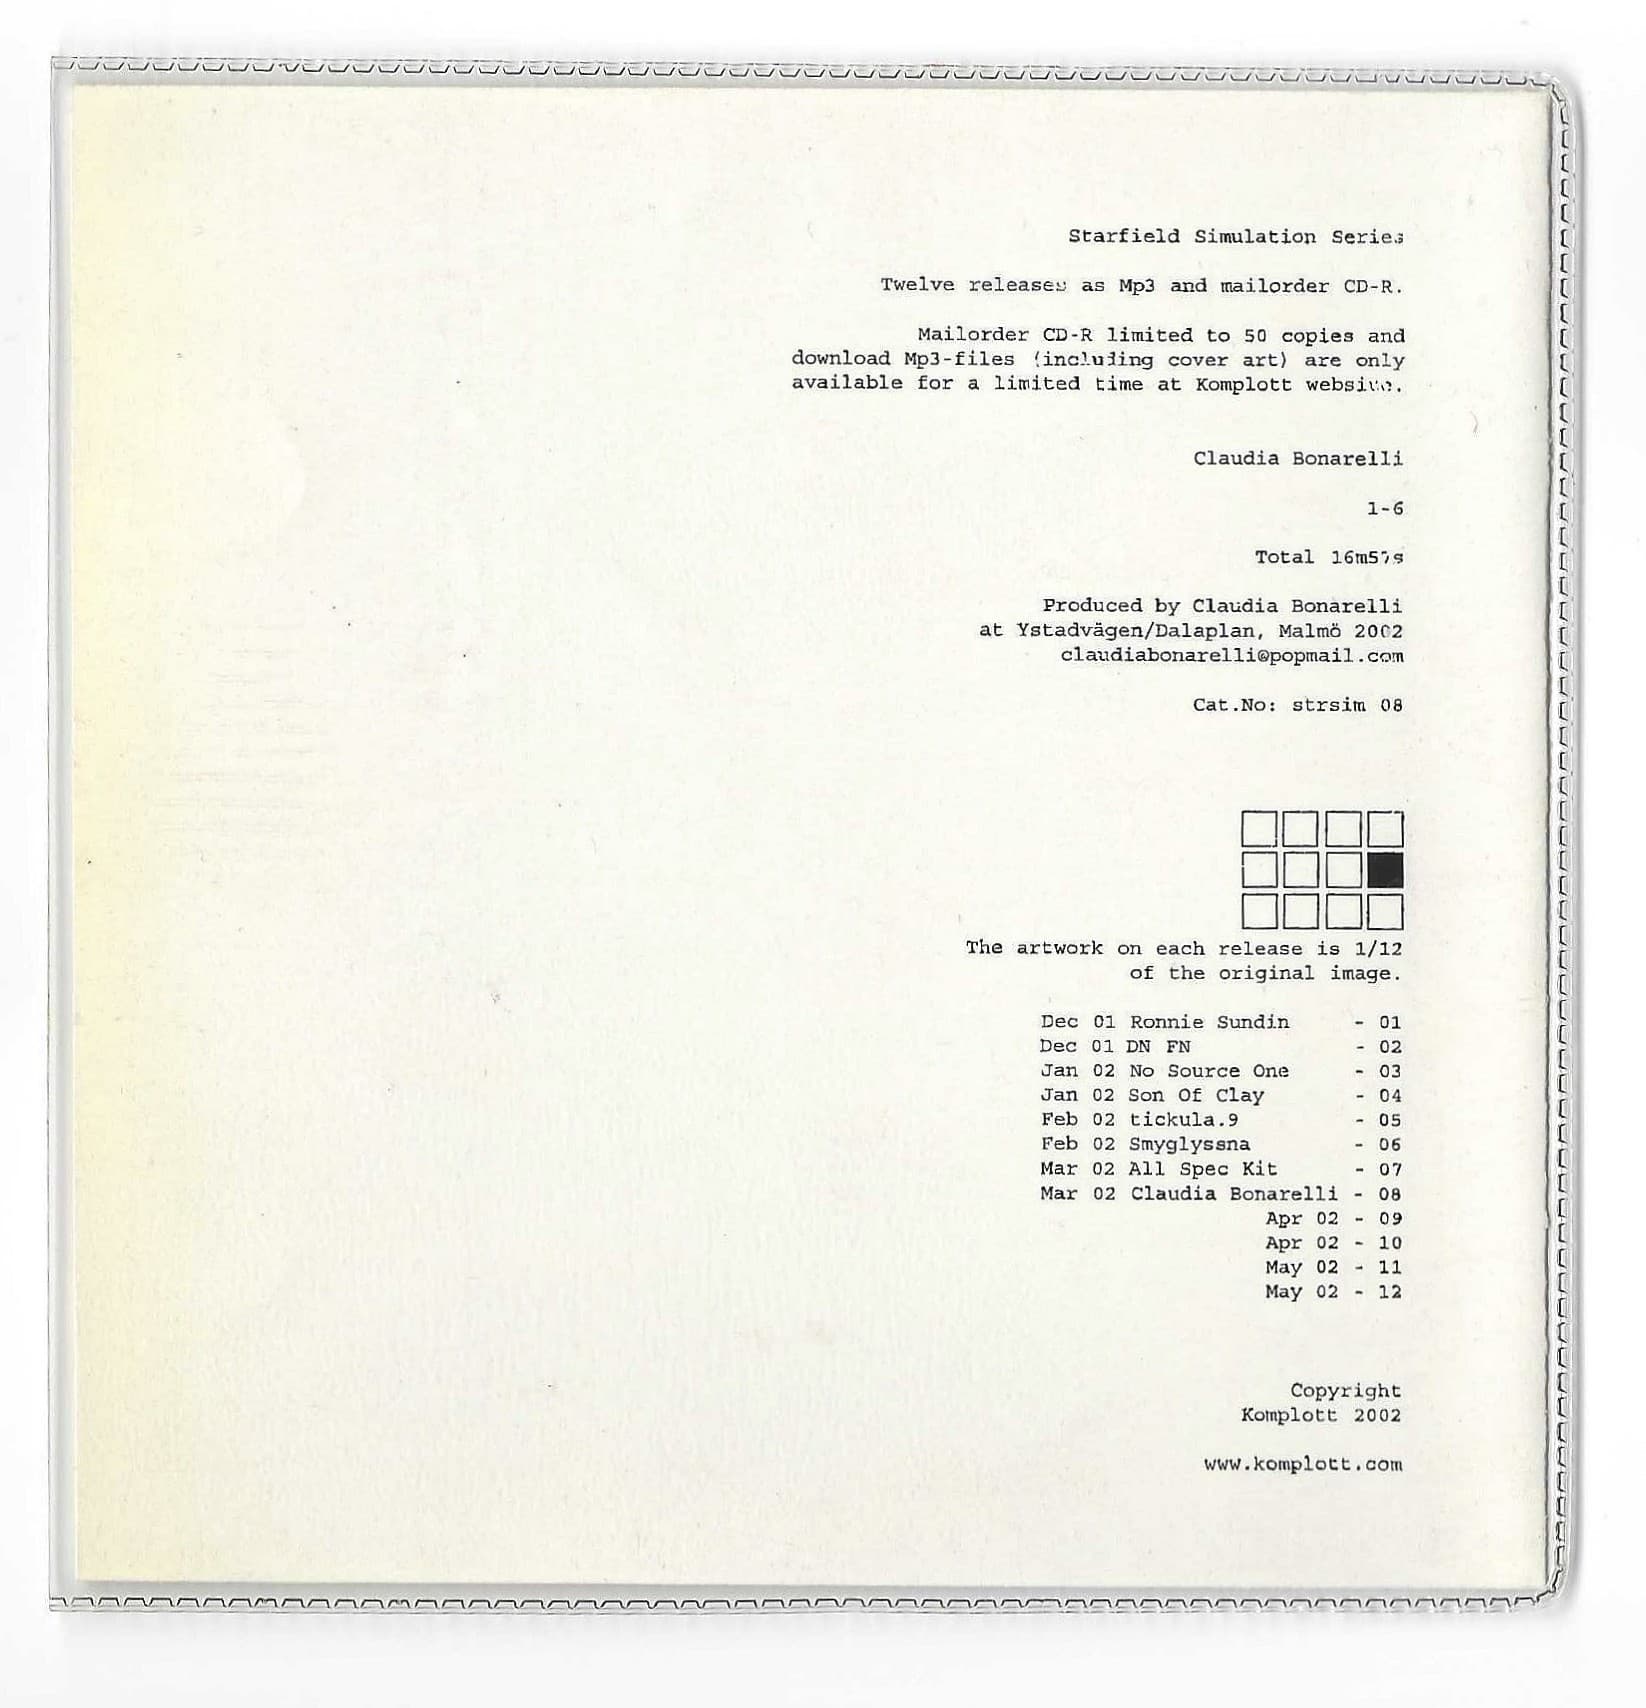 Starfield Simulation Series
Twelve releases as Mp3 and mailorder CD-R.
Mailorder CD-R limited to 50 copies and
download Mp3-files (including cover art) are only
available for a limited time at Komplott website.
Claudia Bonarelli
1-6
Total
Produced by Claudia Bonarelli
at Ystadvägen/Dalaplan, Malmö 2002
claudiabonarelli@popmail.com
Cat.No: strsim 08
The artwork on each release is 1/12
of the original image.
Dec 01 Ronnie Sundin - 01
Dec 01 DN FN - 02
Jan 02 No Source One - 03
Jan 02 Son Of Clay - 04
Feb 02 tickula.9 - 05
Feb 02 Smyglyssna - 06
Mar 02 All Spec Kit - 07
Mar 02 Claudia Bonarelli - 08
Apr 02 - 09
Apr 02 - 10
May 02 - 11
May 02 - 12
Copyright
Komplott 2002
www.komplott.com